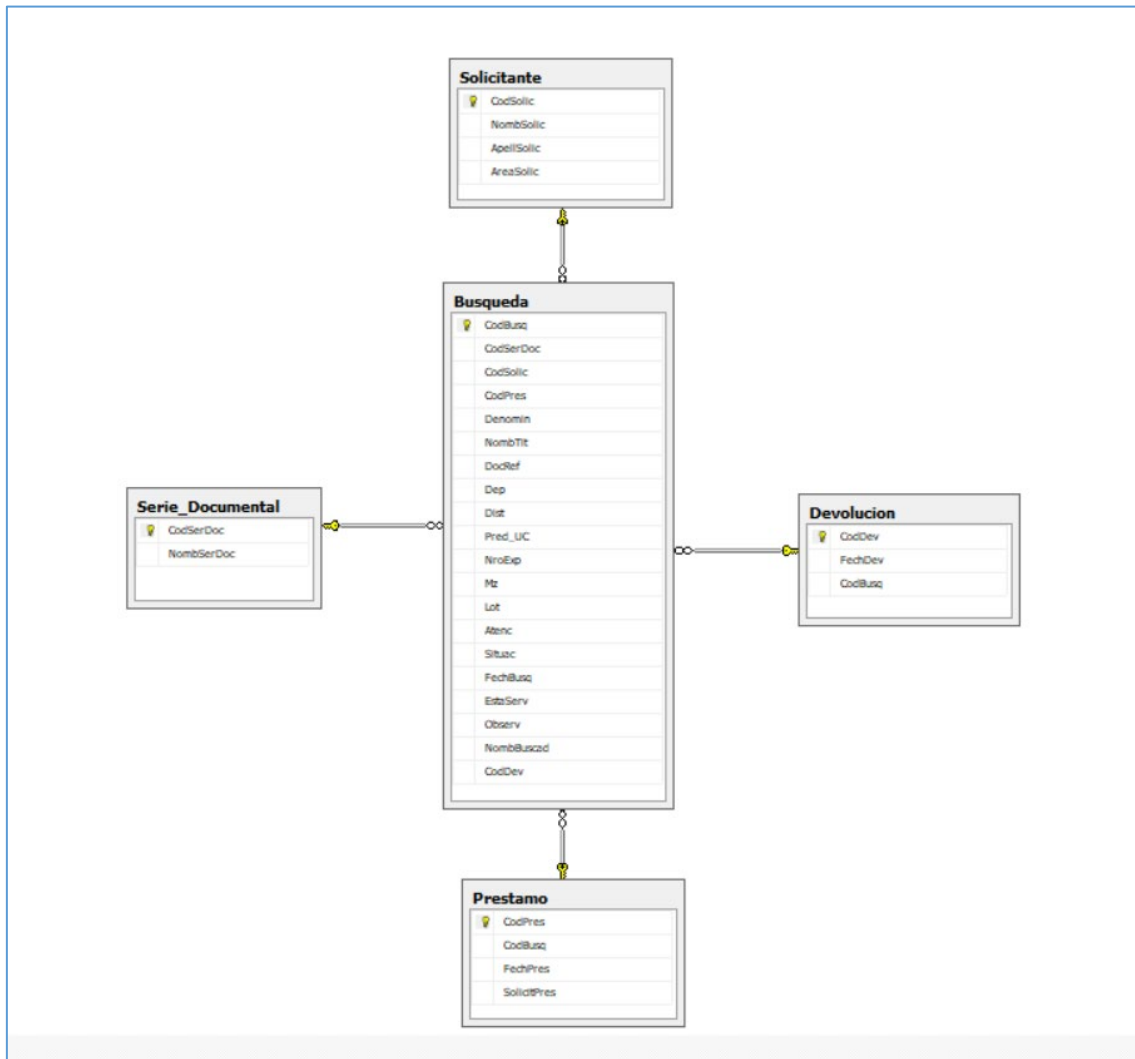 Solicitante
CodSolic
NombSolic
ApellSolic
AreaSolic
Busqueda
CodBusq
CodSerDoc
CodSolic
CodPres
Denomin
NombTit
DocRef
Dep
Dist
Pred_UC
NroExp
Mz
Lot
Atenc
Situac
FechBusq
EstaServ
Observ
NombBuscad
CodDev
Serie_Documental
CodSerDoc
NombSerDoc
Devolucion
CodDev
FechDev
CodBusq
Prestamo
CodPres
CodBusq
FechPres
SolicitPres